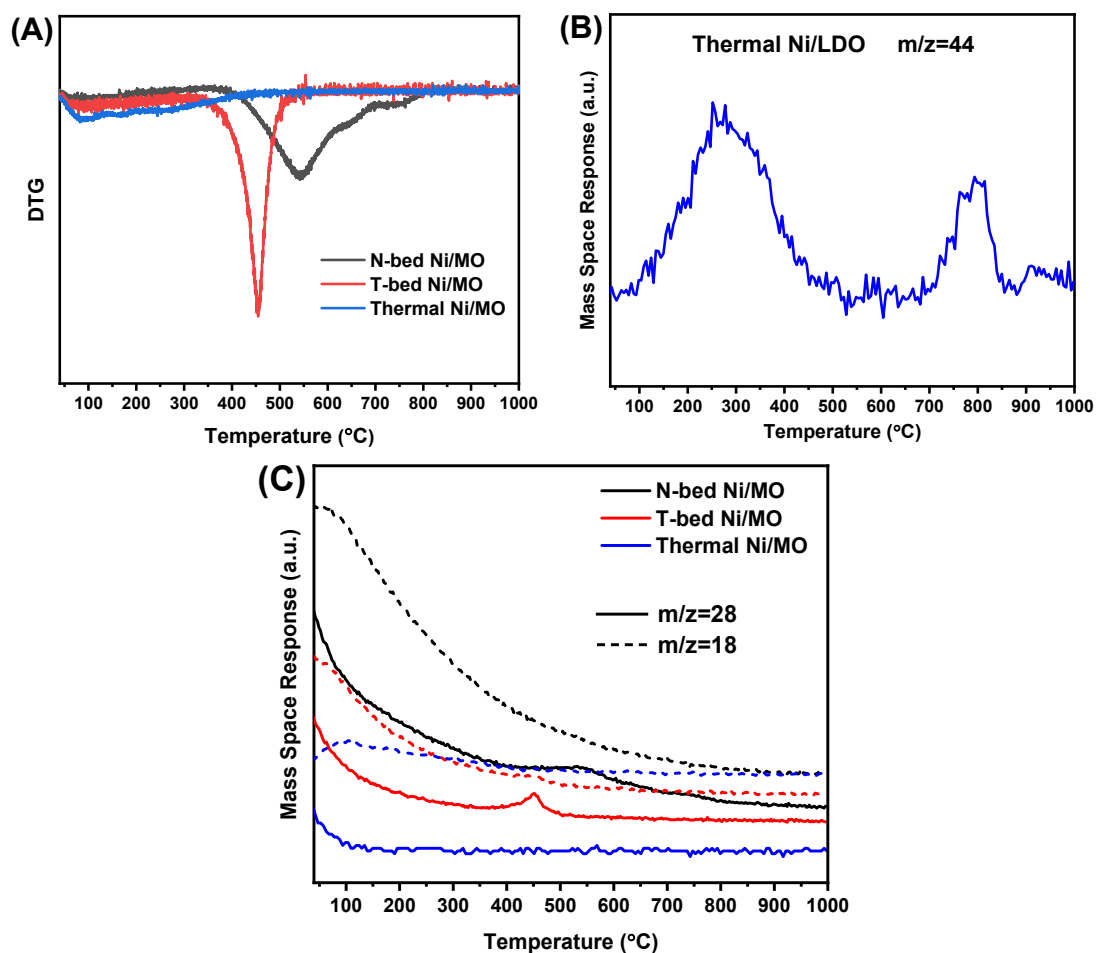 (A)
DTG
N-bed Ni/MO
T-bed Ni/MO
Thermal Ni/MO
100 200 300 400 500 600 700 800 900 1000
Temperature (°C)
(B)
Thermal Ni/LDO m/z=44
Mass Space Response (a.u.)
100 200 300 400 500 600 700 800 900 1000
Temperature (°C)
(C)
N-bed Ni/MO
T-bed Ni/MO
Thermal Ni/MO
m/z=28
m/z=18
Mass Space Response (a.u.)
100 200 300 400 500 600 700 800 900 1000
Temperature (°C)